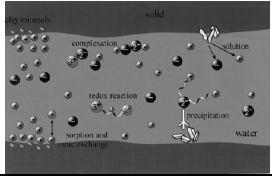 solid
clay minerals
complexation
solution
redox reaction
precipitation
sorption and
ionic exchange
water